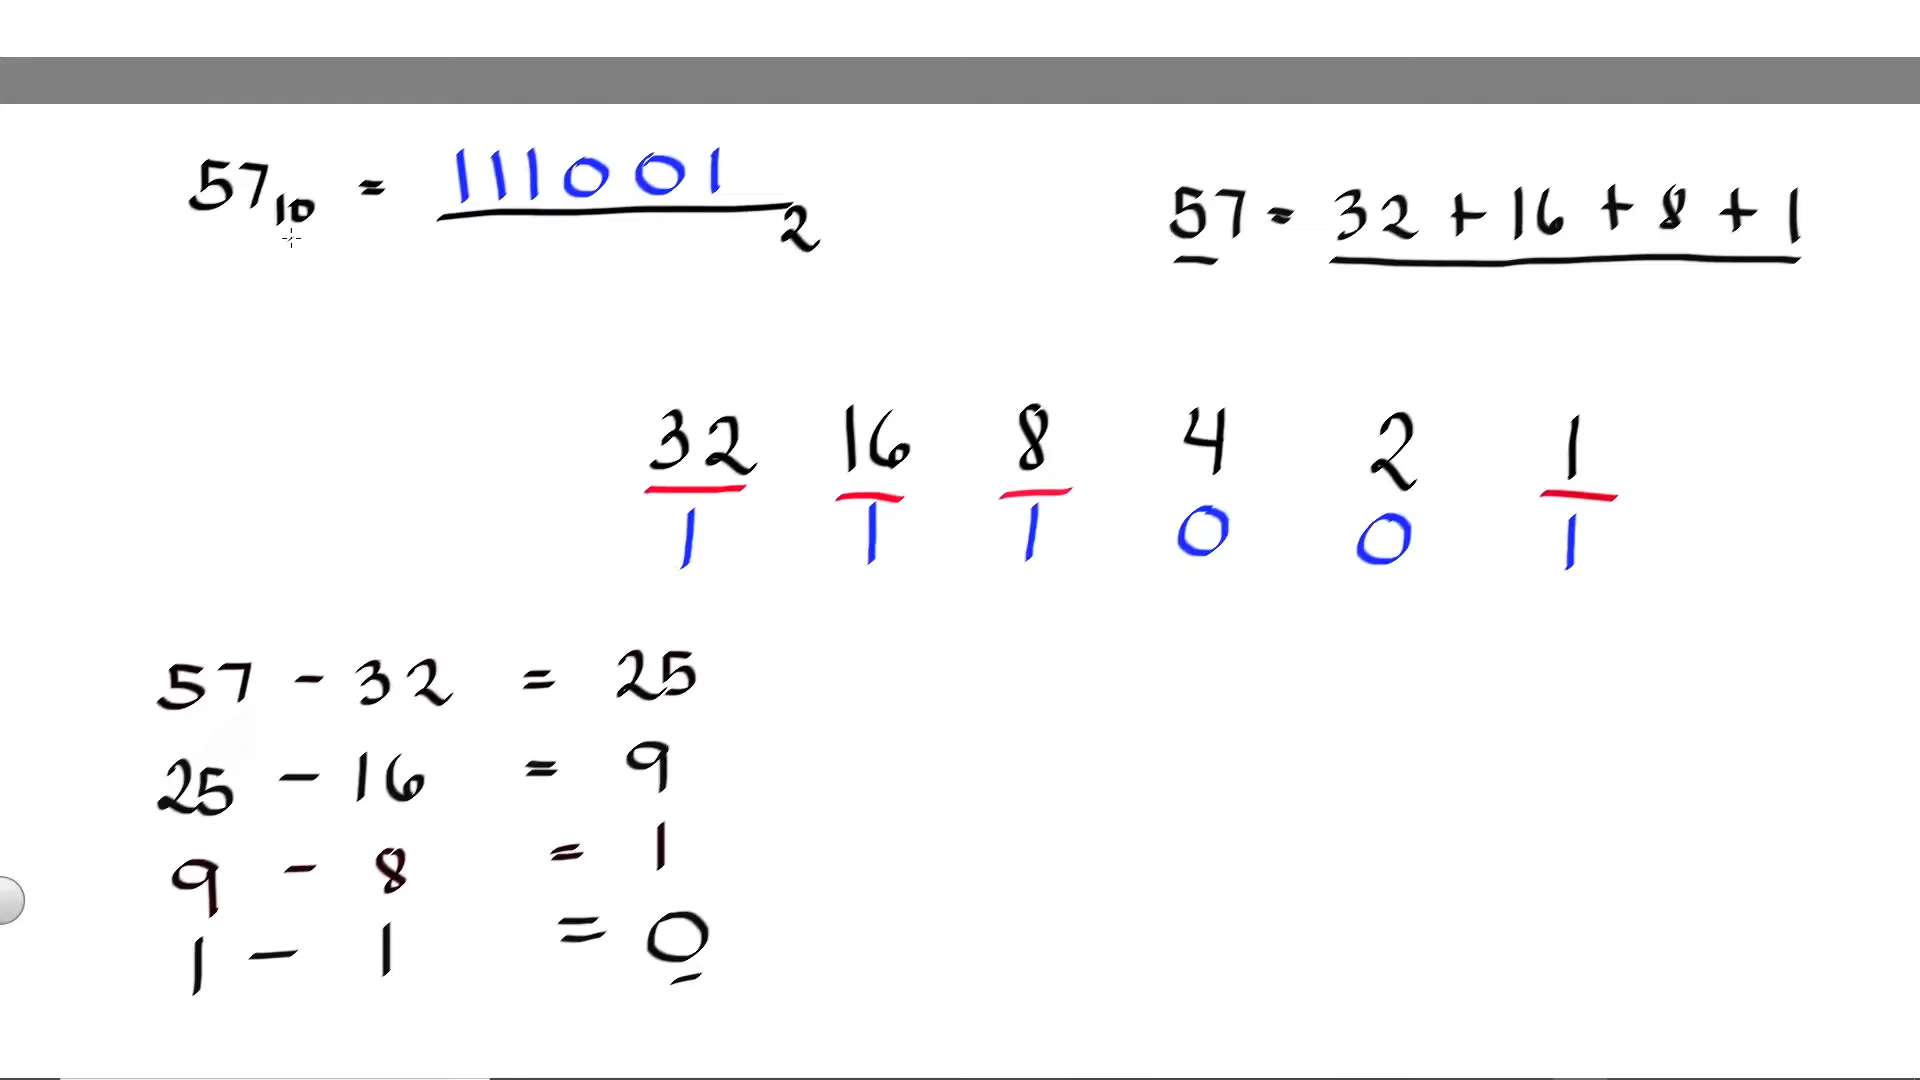 57₁₀ = 111001₂
57 = 32 + 16 + 8 + 1
32 16 8 4 2 1
1 1 1 0 0 1
57 - 32 = 25
25 - 16 = 9
9 - 8 = 1
1 - 1 = 0